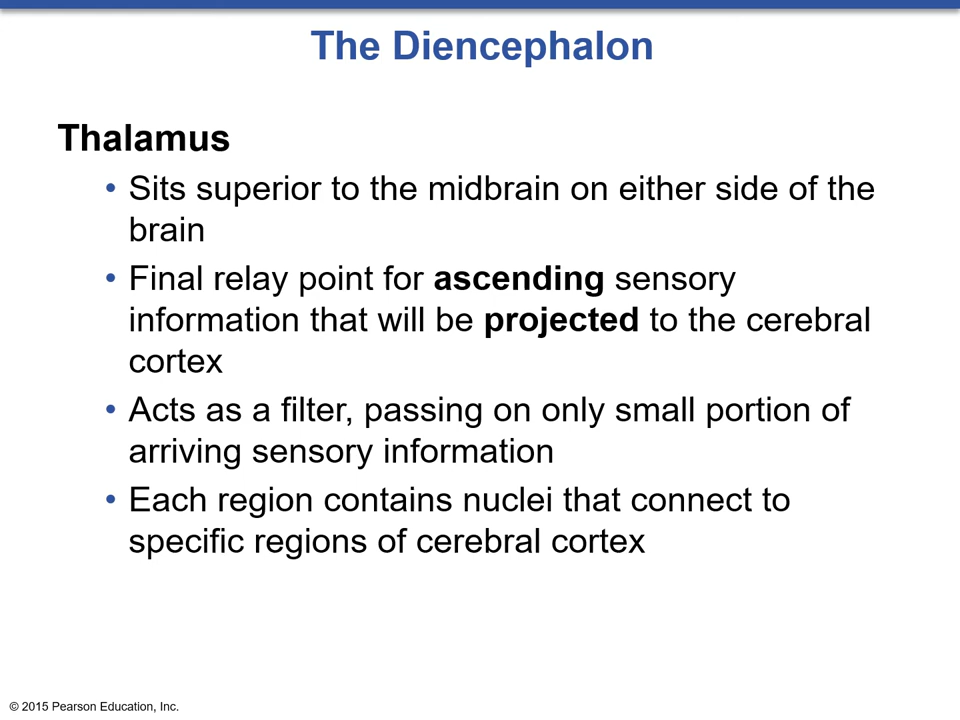 The Diencephalon
Thalamus
• Sits superior to the midbrain on either side of the
brain
• Final relay point for ascending sensory
information that will be projected to the cerebral
cortex
• Acts as a filter, passing on only small portion of
arriving sensory information
• Each region contains nuclei that connect to
specific regions of cerebral cortex
© 2015 Pearson Education, Inc.